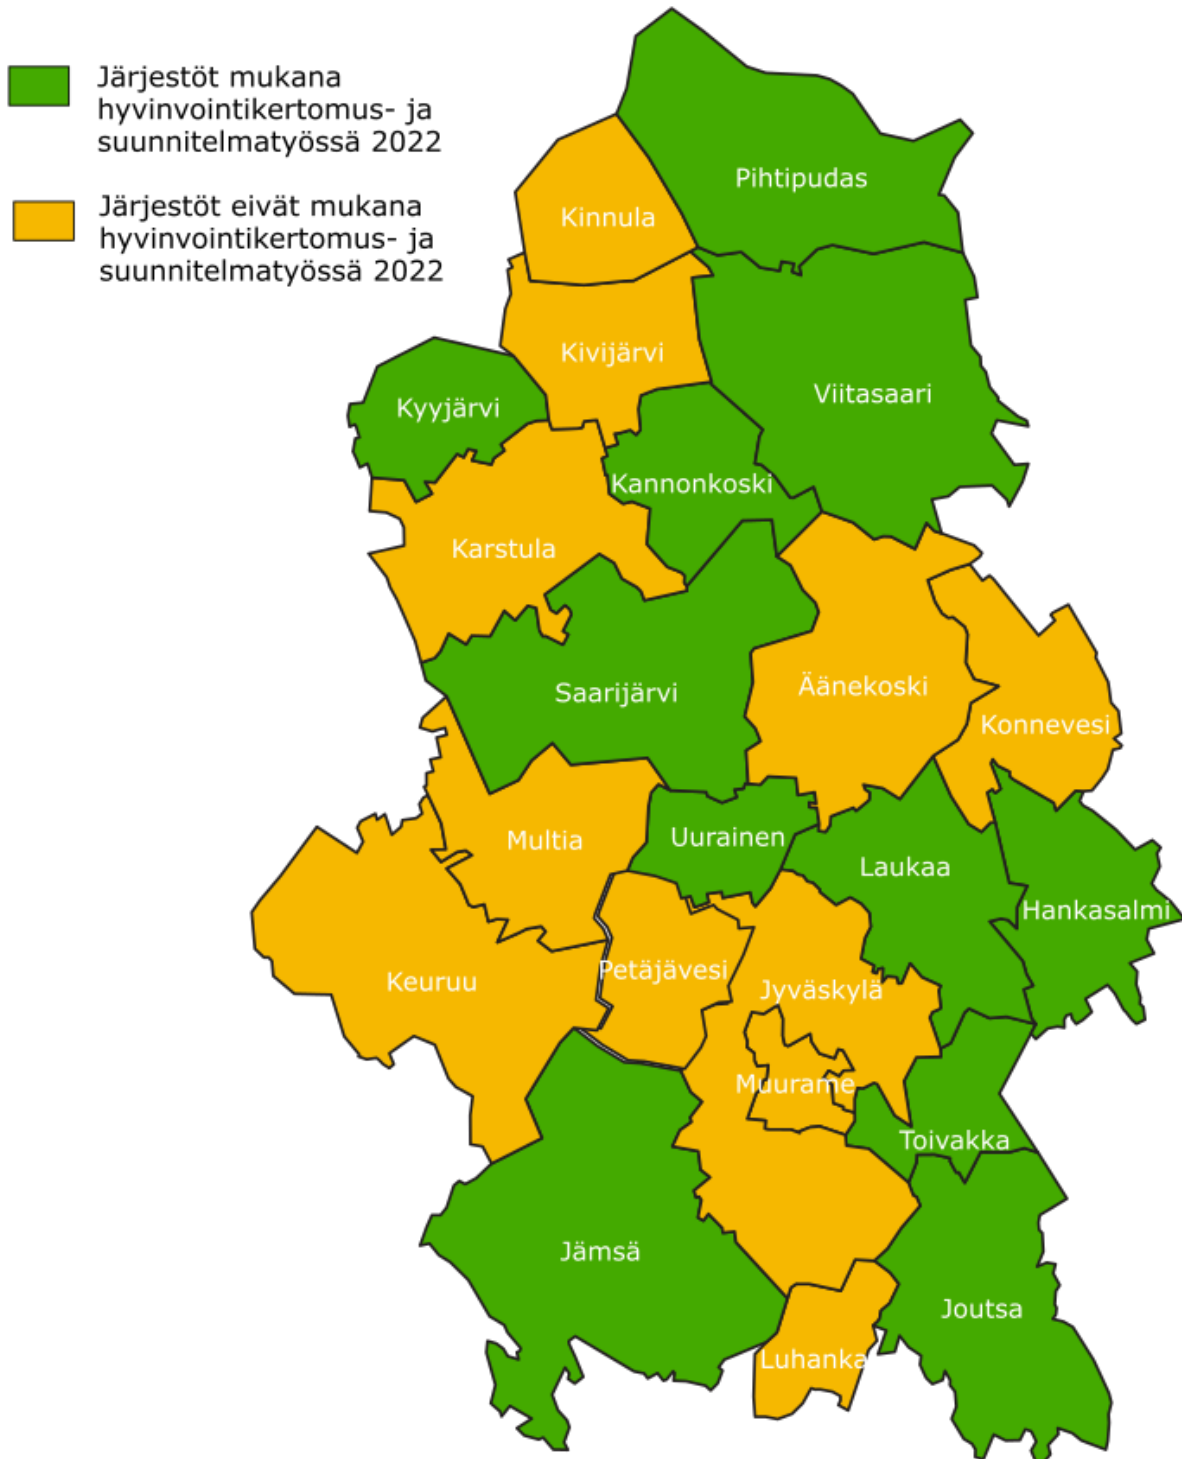 Järjestöt mukana
hyvinvointikertomus- ja
suunnitelmatyössä 2022
Järjestöt eivät mukana
hyvinvointikertomus- ja
suunnitelmatyössä 2022
Pihtipudas
Kinnula
Kivijärvi
Viitasaari
Kyyjärvi
Kannonkoski
Karstula
Saarijärvi
Äänekoski
Konnevesi
Multia
Uurainen
Laukaa
Hankasalmi
Keuruu
Petäjävesi
Jyväskylä
Muurame
Toivakka
Jämsä
Joutsa
Luhanka